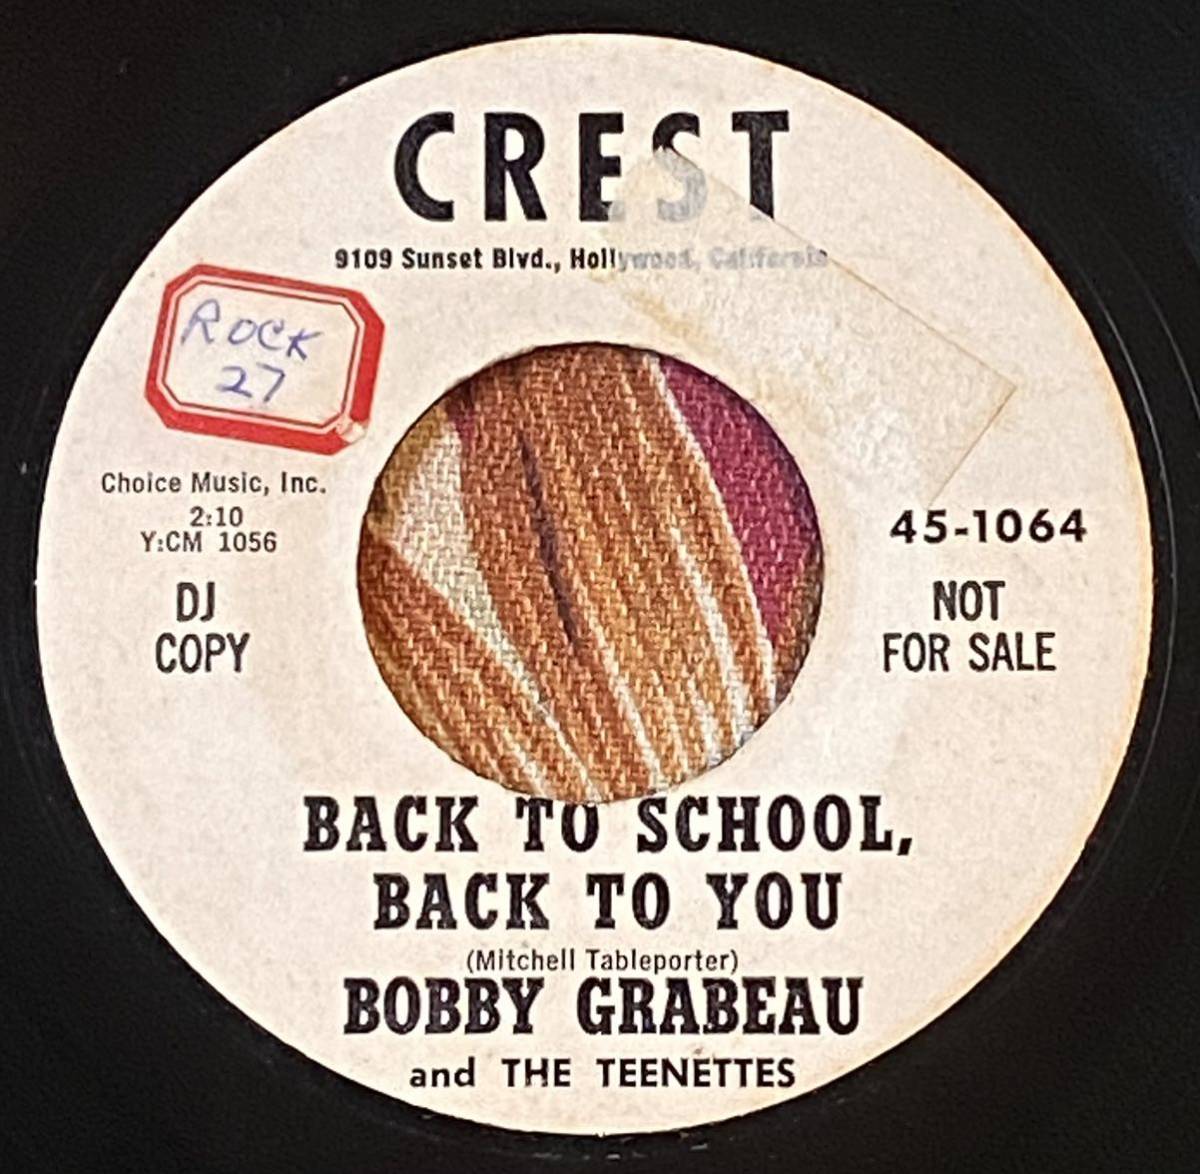 CREST
9109 Sunset Blvd., Hollywood, California
ROCK
27
Choice Music, Inc.
2:10
Y:CM 1056
DJ
COPY
45-1064
NOT
FOR SALE
BACK TO SCHOOL,
BACK TO YOU
(Mitchell Tableporter)
BOBBY GRABEAU
and THE TEENETTES